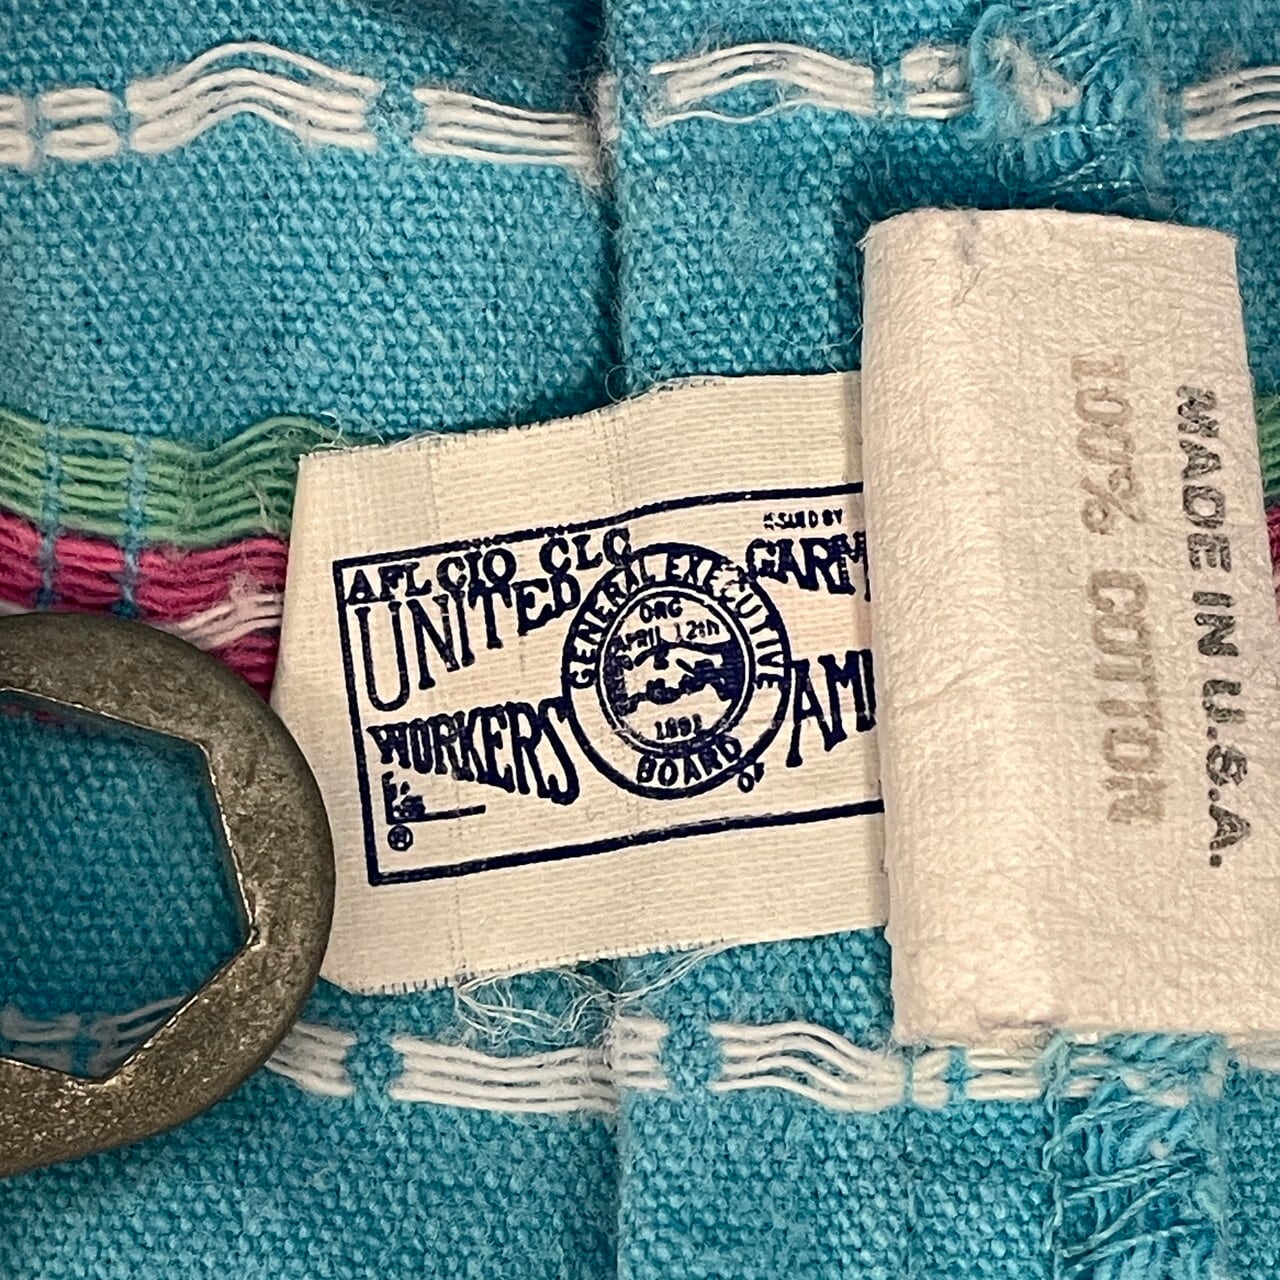 AFL CIO CLC
ISSUED BY
UNITED
GARM
WORKERS
OF
AM
GENERAL EXECUTIVE
BOARD
ORG
APRIL 12th
1891
®
MADE IN U.S.A.
100% COTTON